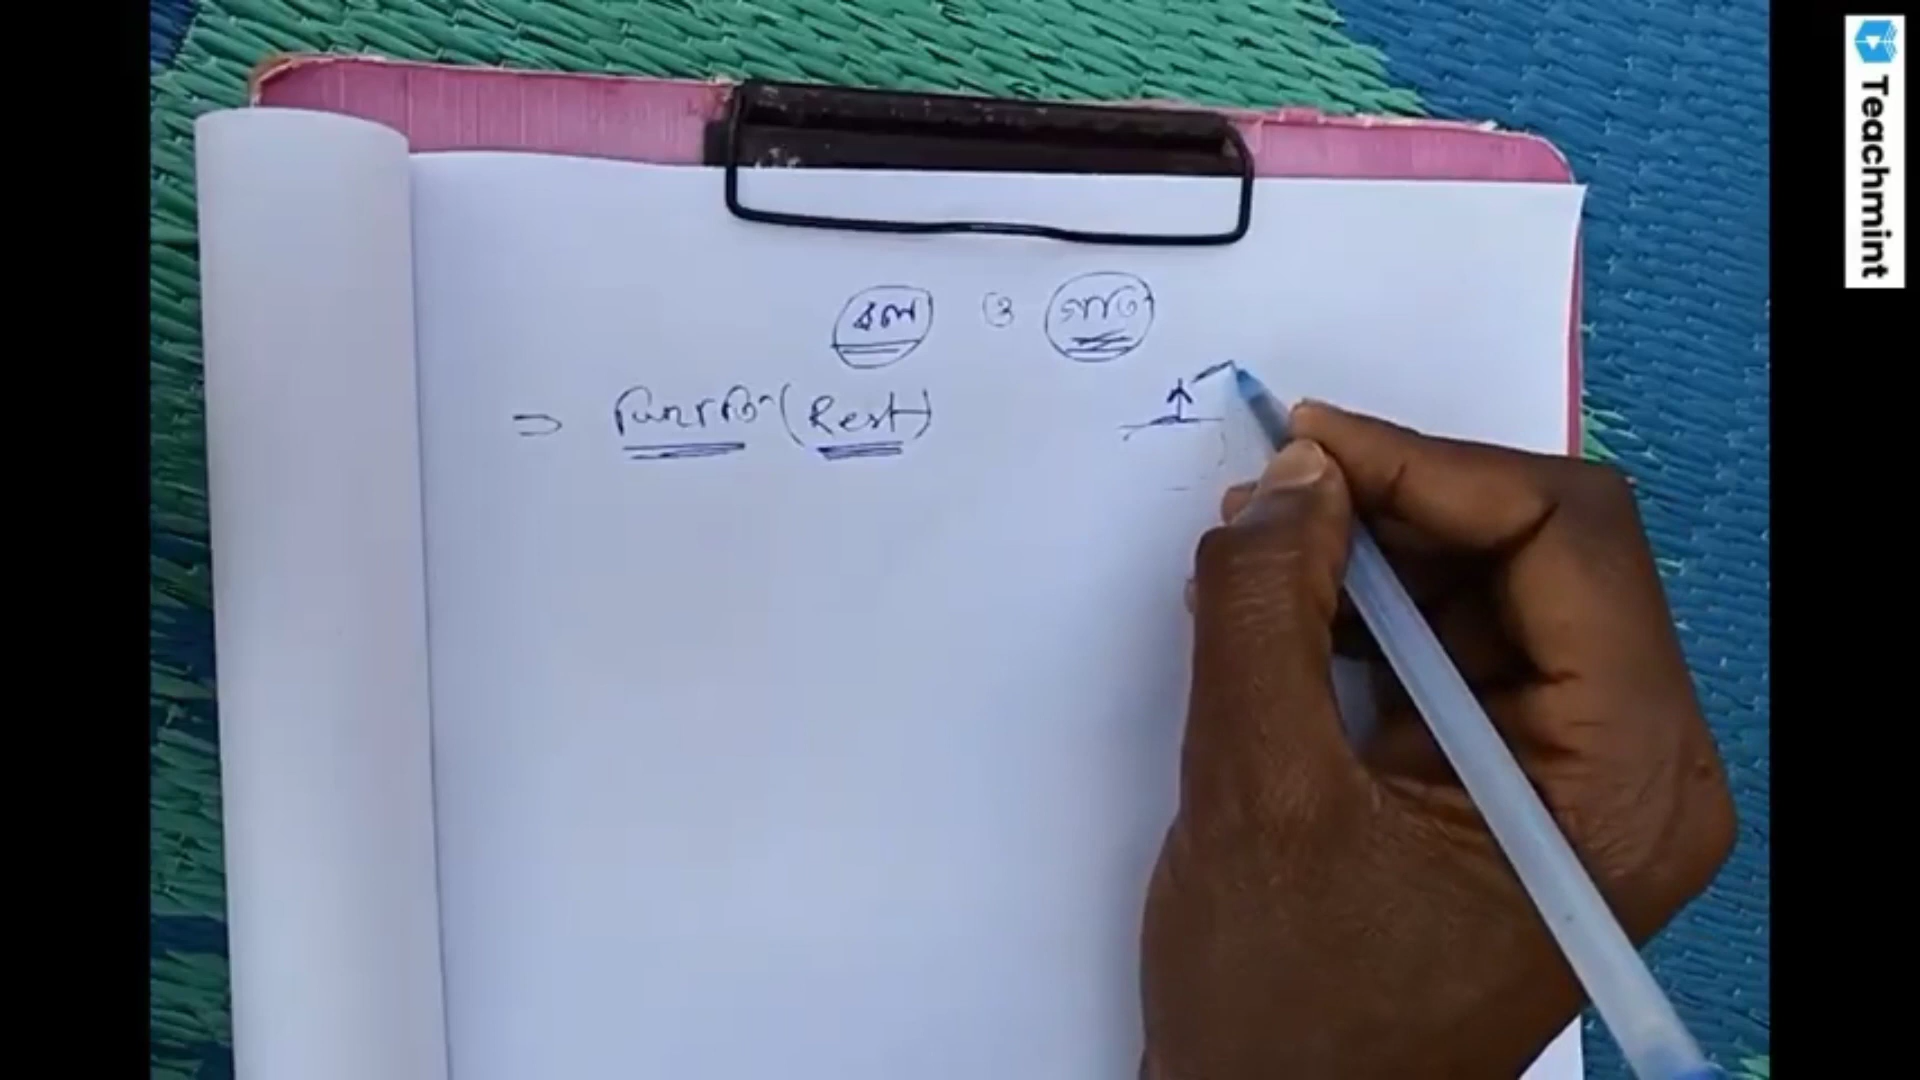 বল ও গতি
⇒ স্থিতি (Rest)
Teachmint